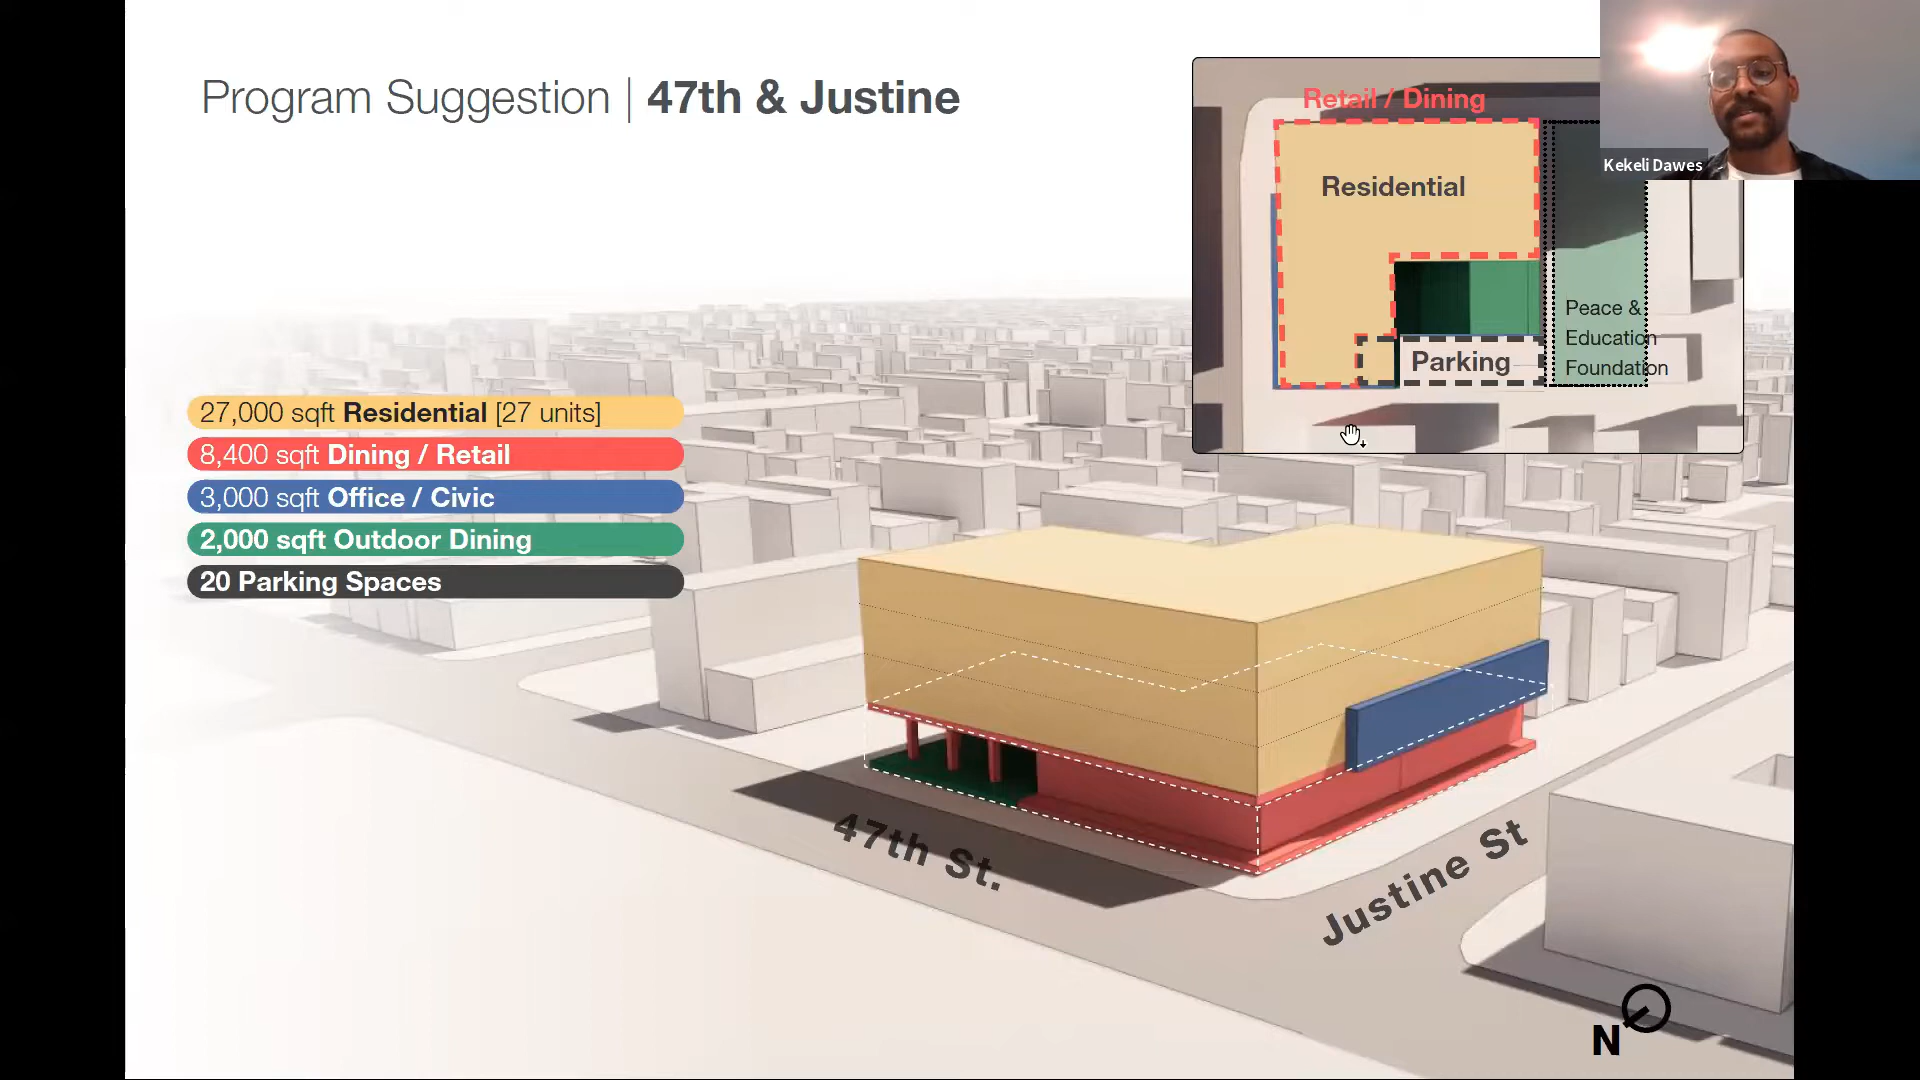 Program Suggestion | 47th & Justine
Retail / Dining
Residential
Kekeli Dawes
Peace &
Education
Foundation
Parking
27,000 sqft Residential [27 units]
8,400 sqft Dining / Retail
3,000 sqft Office / Civic
2,000 sqft Outdoor Dining
20 Parking Spaces
47th St.
Justine St
N